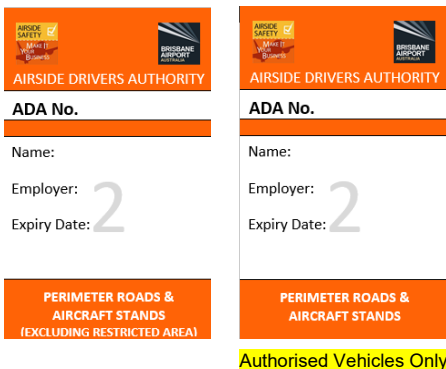 AIRSIDE
SAFETY
MAKE IT
YOUR
BUSINESS
BRISBANE
AIRPORT
AUSTRALIA
AIRSIDE DRIVERS AUTHORITY
ADA No.
Name:
Employer:
2
Expiry Date:
PERIMETER ROADS &
AIRCRAFT STANDS
(EXCLUDING RESTRICTED AREA)
AIRSIDE
SAFETY
MAKE IT
YOUR
BUSINESS
BRISBANE
AIRPORT
AUSTRALIA
AIRSIDE DRIVERS AUTHORITY
ADA No.
Name:
Employer:
2
Expiry Date:
PERIMETER ROADS &
AIRCRAFT STANDS
Authorised Vehicles Only